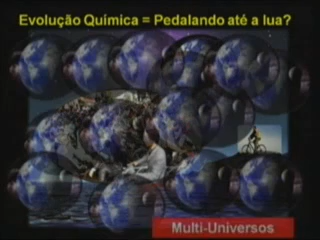 Evolução Química = Pedalando até a lua?
Multi-Universos